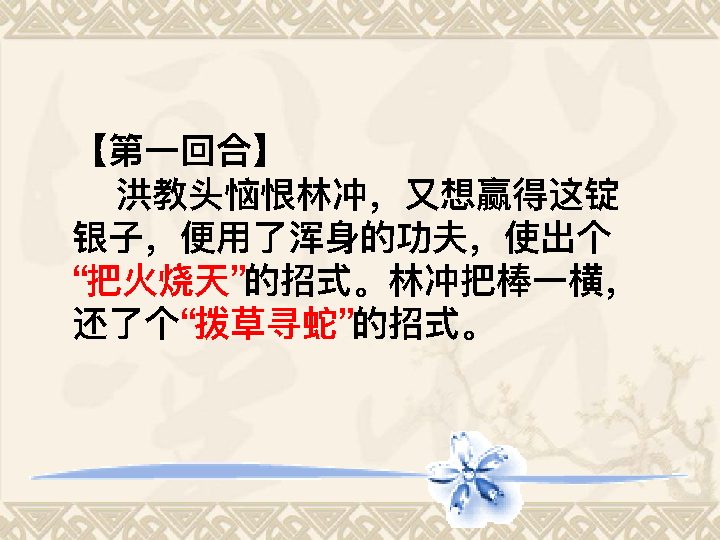 【第一回合】
洪教头恼恨林冲，又想赢得这锭
银子，便用了浑身的功夫，使出个
“把火烧天”的招式。林冲把棒一横，
还了个“拨草寻蛇”的招式。